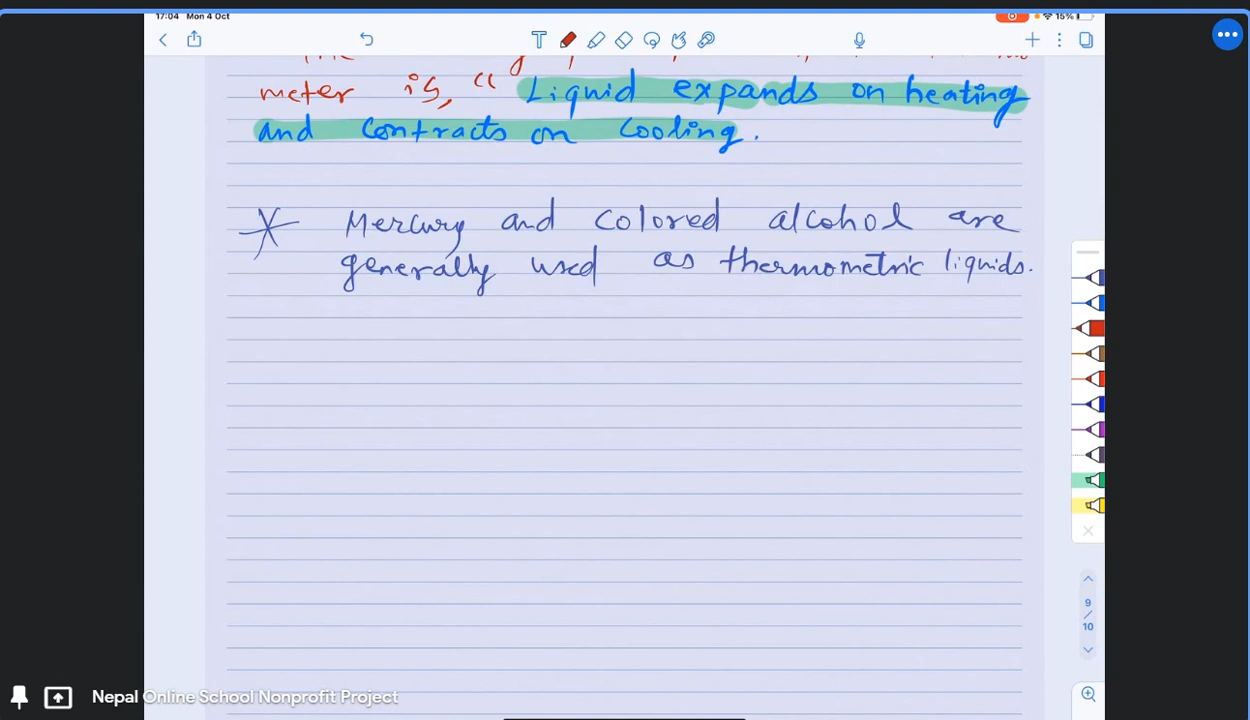 17:04 Mon 4 Oct
15%
meter is, " Liquid expands on heating
and contracts on cooling.
Mercury and colored alcohol are
generally used as thermometric liquids.
9
/
10
Nepal Online School Nonprofit Project